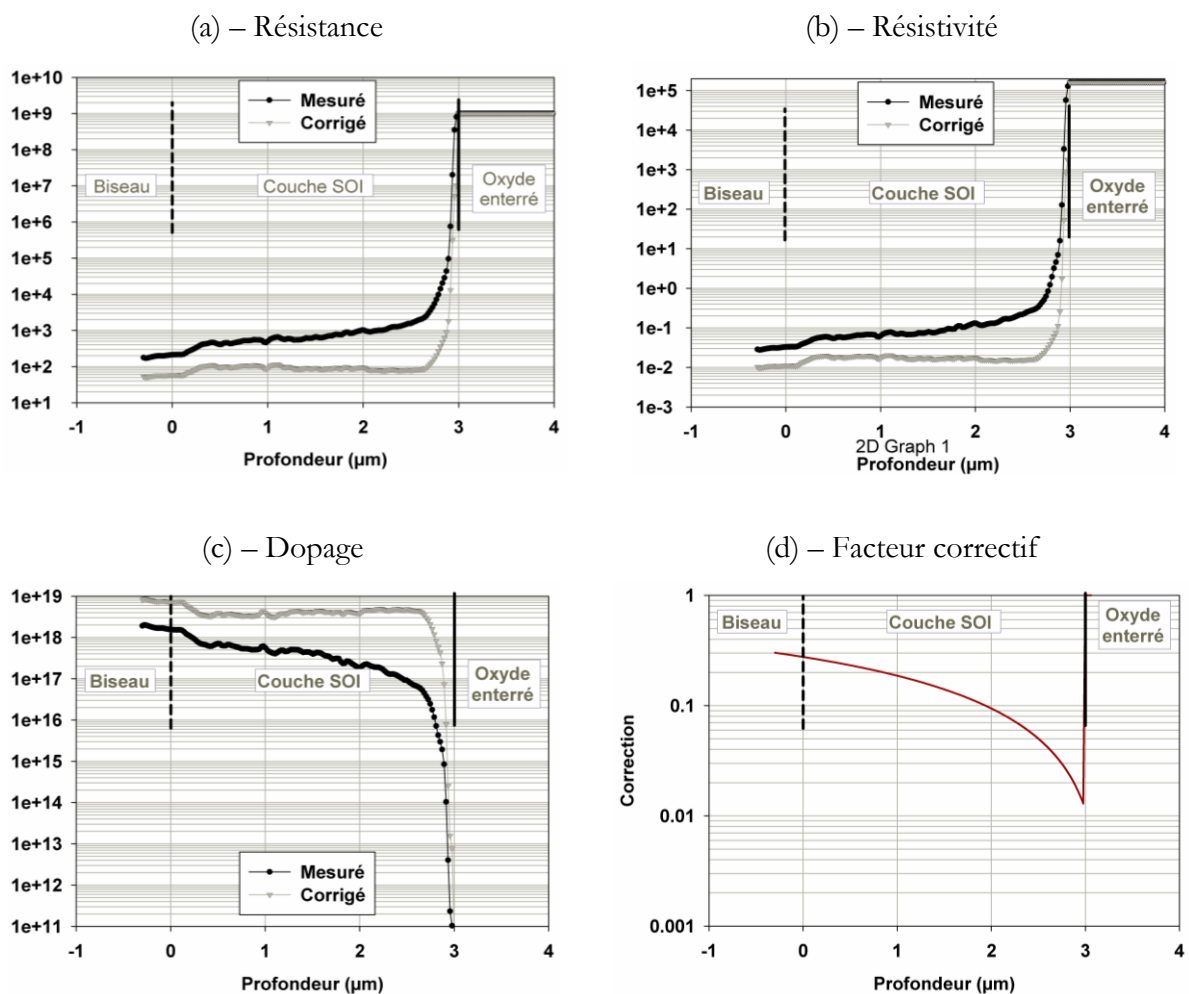 (a) – Résistance
1e+10
1e+9
1e+8
1e+7
1e+6
1e+5
1e+4
1e+3
1e+2
1e+1
Mesuré
Corrigé
Biseau
Couche SOI
Oxyde
enterré
-1 0 1 2 3 4
Profondeur (µm)
(b) – Résistivité
1e+5
1e+4
1e+3
1e+2
1e+1
1e+0
1e-1
1e-2
1e-3
Mesuré
Corrigé
Biseau
Couche SOI
Oxyde
enterré
-1 0 1 2 3 4
2D Graph 1
Profondeur (µm)
(c) – Dopage
1e+19
1e+18
1e+17
1e+16
1e+15
1e+14
1e+13
1e+12
1e+11
Biseau
Couche SOI
Oxyde
enterré
Mesuré
Corrigé
-1 0 1 2 3 4
Profondeur (µm)
(d) – Facteur correctif
Correction
1
0.1
0.01
0.001
Biseau
Couche SOI
Oxyde
enterré
-1 0 1 2 3 4
Profondeur (µm)